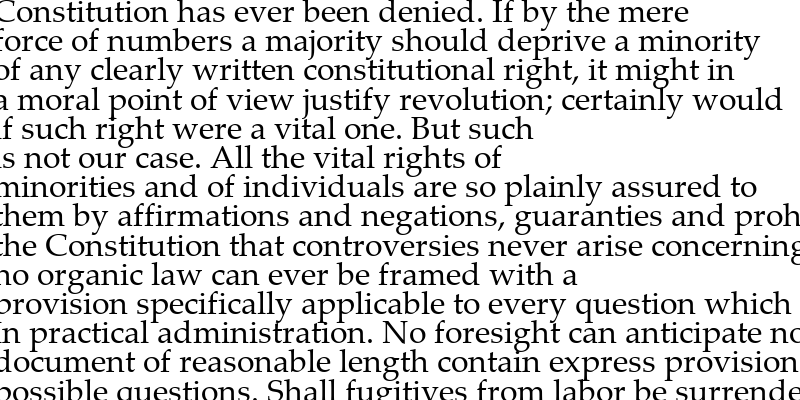 Constitution has ever been denied. If by the mere
force of numbers a majority should deprive a minority
of any clearly written constitutional right, it might in
a moral point of view justify revolution; certainly would
if such right were a vital one. But such
is not our case. All the vital rights of
minorities and of individuals are so plainly assured to
them by affirmations and negations, guaranties and proh
the Constitution that controversies never arise concerning
no organic law can ever be framed with a
provision specifically applicable to every question which
in practical administration. No foresight can anticipate no
document of reasonable length contain express provision
possible questions. Shall fugitives from labor be surrende